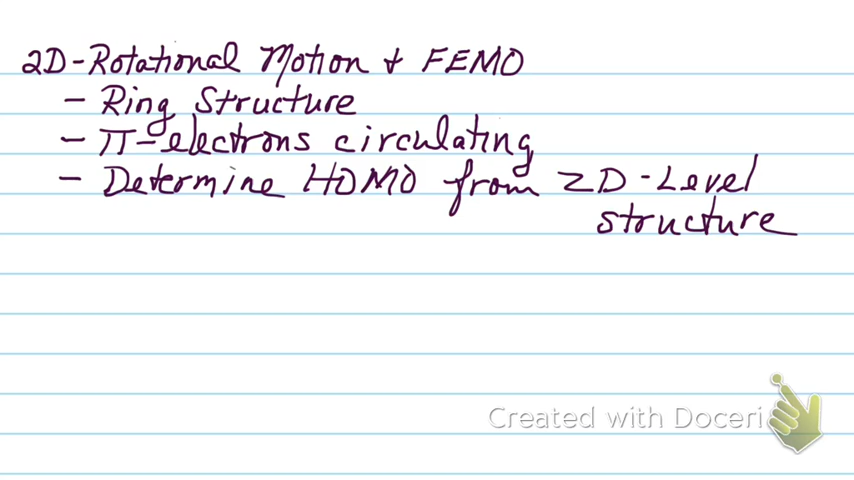 2D-Rotational Motion + FEMO
- Ring Structure
- π-electrons circulating
- Determine HOMO from 2D-Level
structure
Created with Doceri